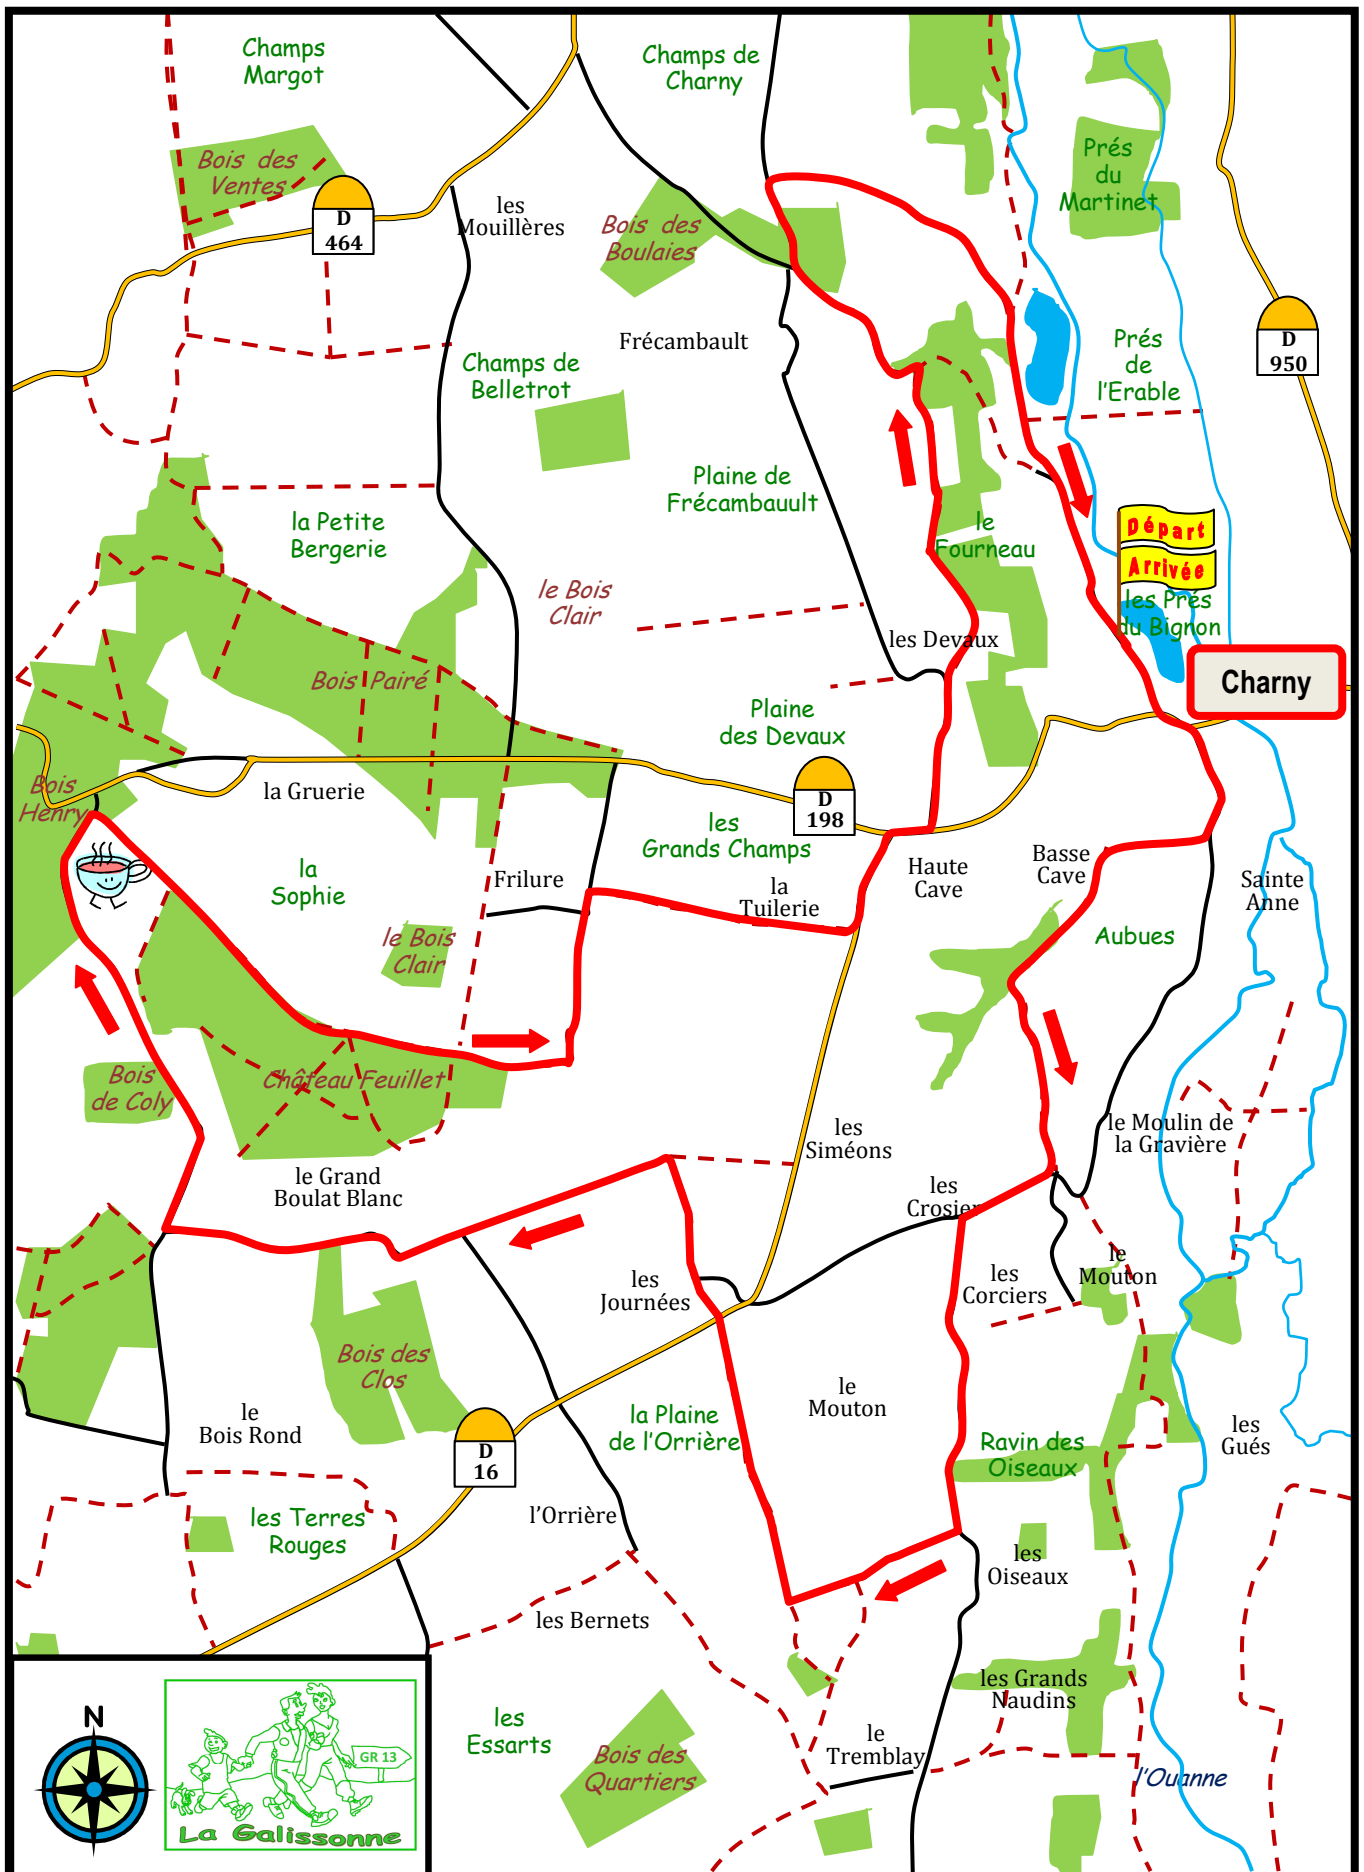 Champs
Margot
Champs de
Charny
Bois des
Ventes
D
464
les
Mouillères
Bois des
Boulaies
Prés
du
Martinet
Frécambault
Champs de
Belletrot
Prés
de
l'Erable
D
950
Plaine de
Frécambauult
la Petite
Bergerie
le Bois
Clair
le
Fourneau
Départ
Arrivée
les Prés
du Bignon
les Devaux
Charny
Bois Pairé
Plaine
des Devaux
Bois
Henry
la Gruerie
D
198
les
Grands Champs
la
Sophie
Frilure
la
Tuilerie
Haute
Cave
Basse
Cave
Sainte
Anne
le Bois
Clair
Aubues
Bois
de Coly
Château Feuillet
les
Siméons
le Moulin de
la Gravière
le Grand
Boulat Blanc
les
Crosier
les
Journées
les
Corciers
le
Mouton
Bois des
Clos
le
Mouton
le
Bois Rond
la Plaine
de l'Orrière
Ravin des
Oiseaux
les
Gués
D
16
les Terres
Rouges
l'Orrière
les
Oiseaux
les Bernets
les Grands
Naudins
les
Essarts
Bois des
Quartiers
le
Tremblay
l'Ouanne
N
GR 13
La Galissonne